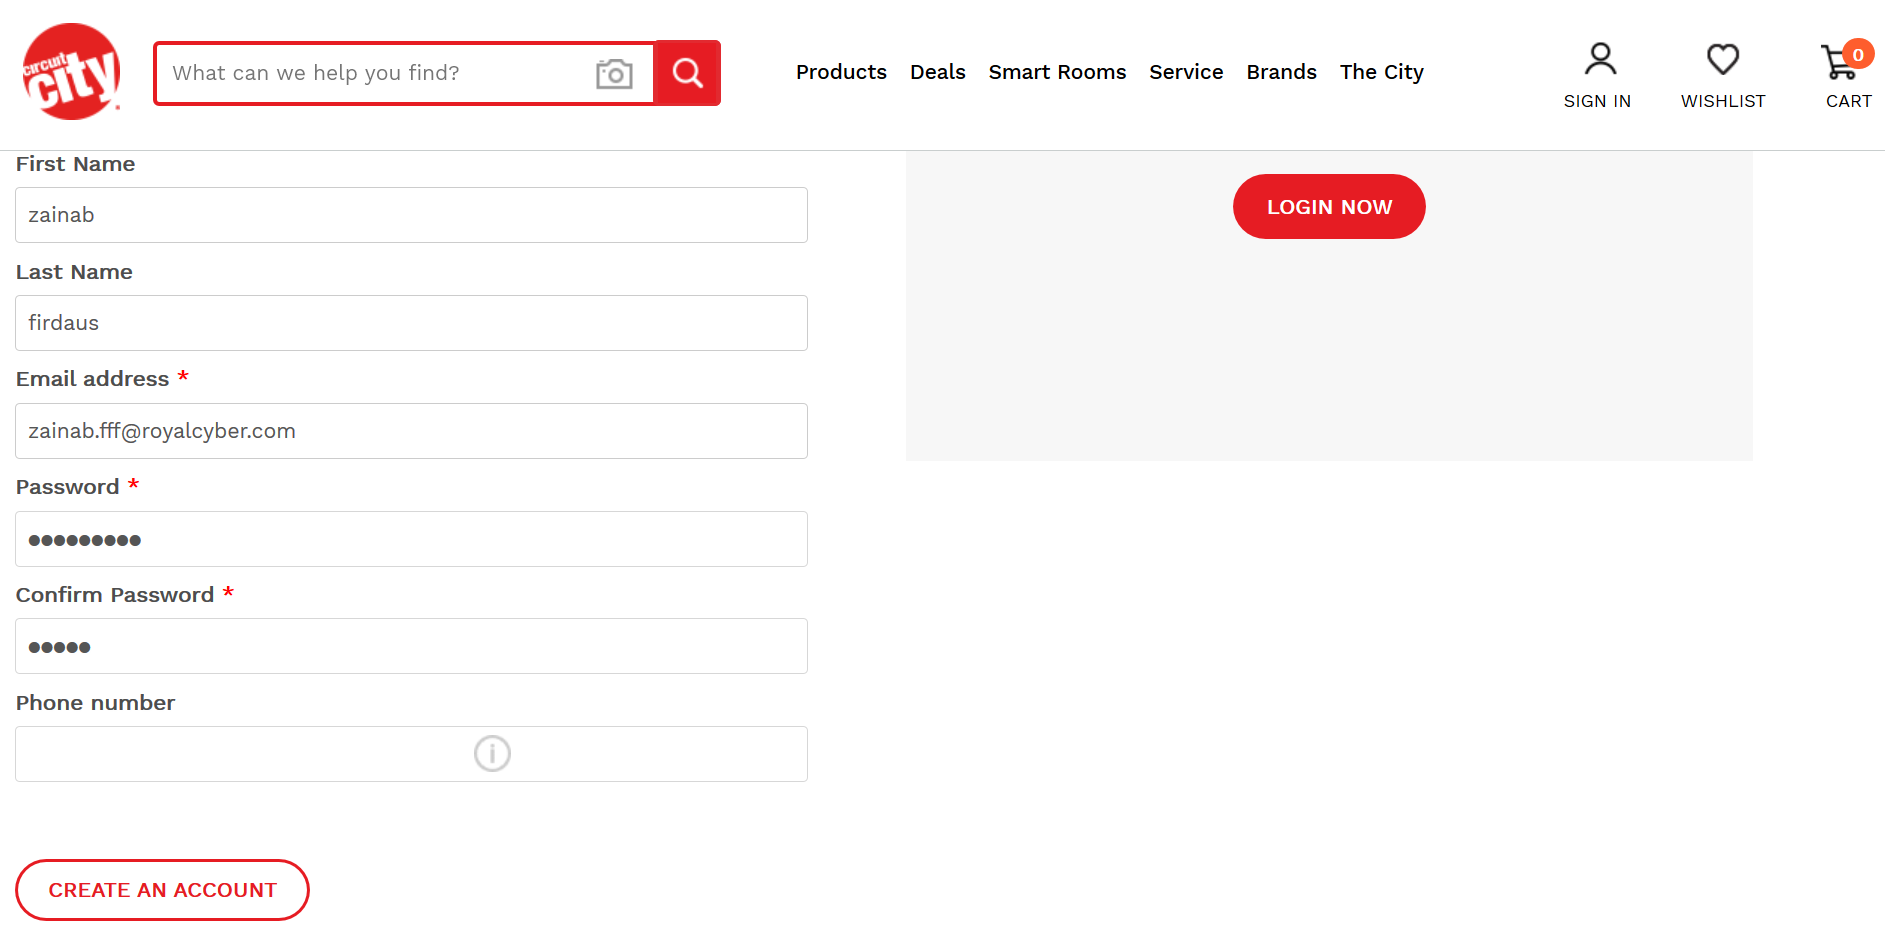 circuit
city
What can we help you find?
Products Deals Smart Rooms Service Brands The City
SIGN IN
WISHLIST
0
CART
First Name
zainab
Last Name
firdaus
Email address *
zainab.fff@royalcyber.com
Password *
●●●●●●●●●
Confirm Password *
●●●●●
Phone number
i
CREATE AN ACCOUNT
LOGIN NOW